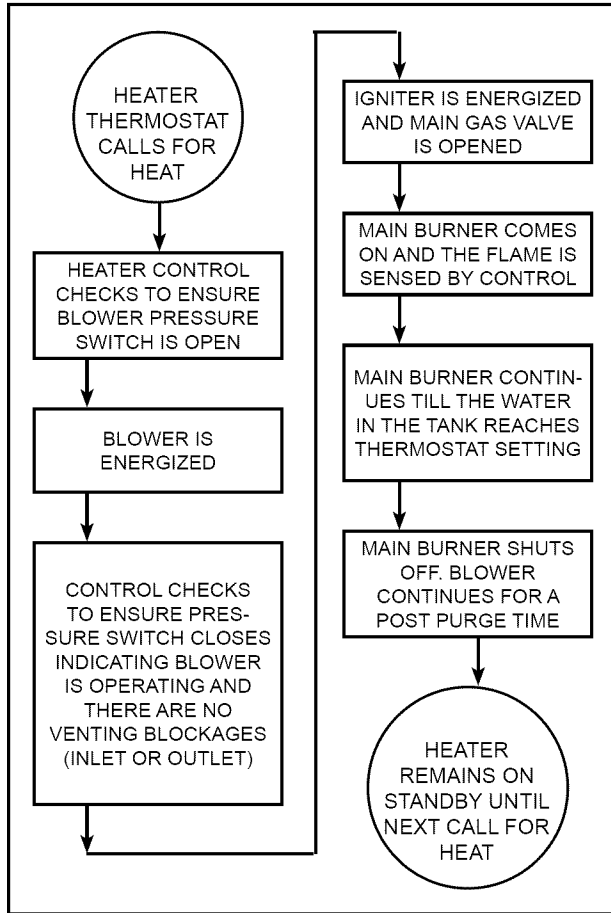 HEATER
THERMOSTAT
CALLS FOR
HEAT
HEATER CONTROL
CHECKS TO ENSURE
BLOWER PRESSURE
SWITCH IS OPEN
BLOWER IS
ENERGIZED
CONTROL CHECKS
TO ENSURE PRES-
SURE SWITCH CLOSES
INDICATING BLOWER
IS OPERATING AND
THERE ARE NO
VENTING BLOCKAGES
(INLET OR OUTLET)
IGNITER IS ENERGIZED
AND MAIN GAS VALVE
IS OPENED
MAIN BURNER COMES
ON AND THE FLAME IS
SENSED BY CONTROL
MAIN BURNER CONTIN-
UES TILL THE WATER
IN THE TANK REACHES
THERMOSTAT SETTING
MAIN BURNER SHUTS
OFF. BLOWER
CONTINUES FOR A
POST PURGE TIME
HEATER
REMAINS ON
STANDBY UNTIL
NEXT CALL FOR
HEAT